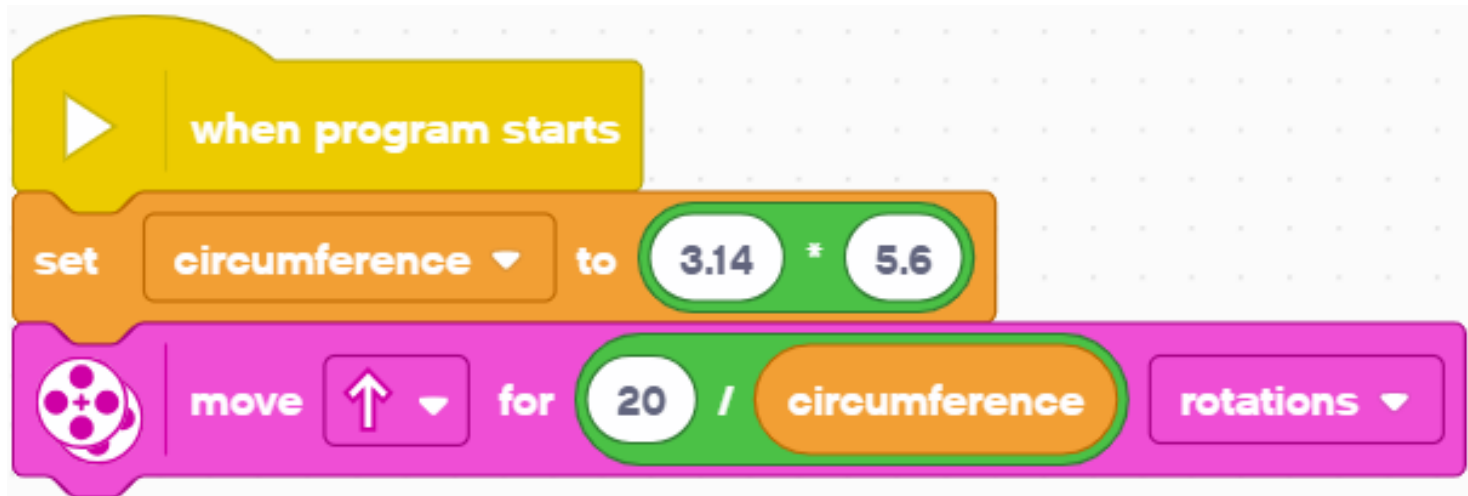 when program starts
set circumference to 3.14 * 5.6
move for 20 / circumference rotations